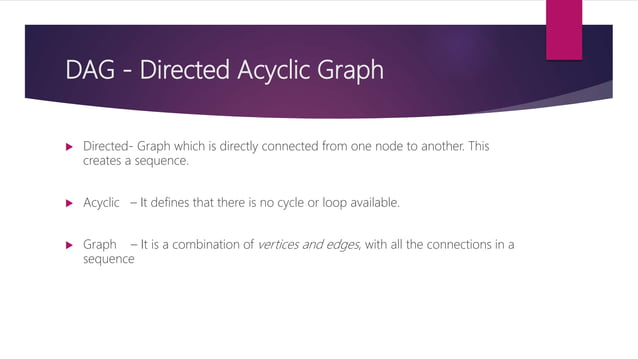 DAG - Directed Acyclic Graph
Directed- Graph which is directly connected from one node to another. This
creates a sequence.
Acyclic – It defines that there is no cycle or loop available.
Graph – It is a combination of vertices and edges, with all the connections in a
sequence